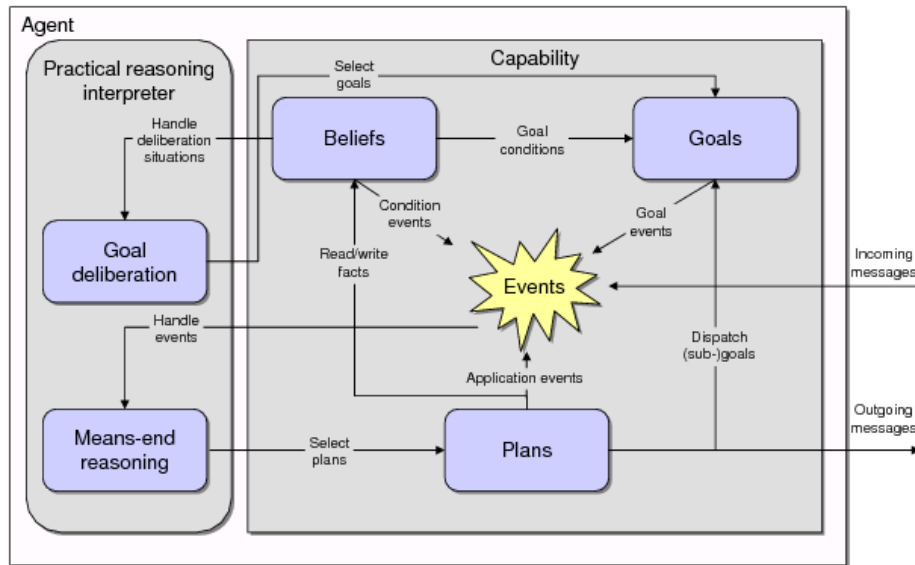 Agent
Practical reasoning
interpreter
Capability
Select
goals
Handle
deliberation
situations
Beliefs
Goal
conditions
Goals
Condition
events
Goal
events
Goal
deliberation
Read/write
facts
Events
Incoming
messages
Handle
events
Dispatch
(sub-)goals
Application events
Means-end
reasoning
Select
plans
Plans
Outgoing
messages